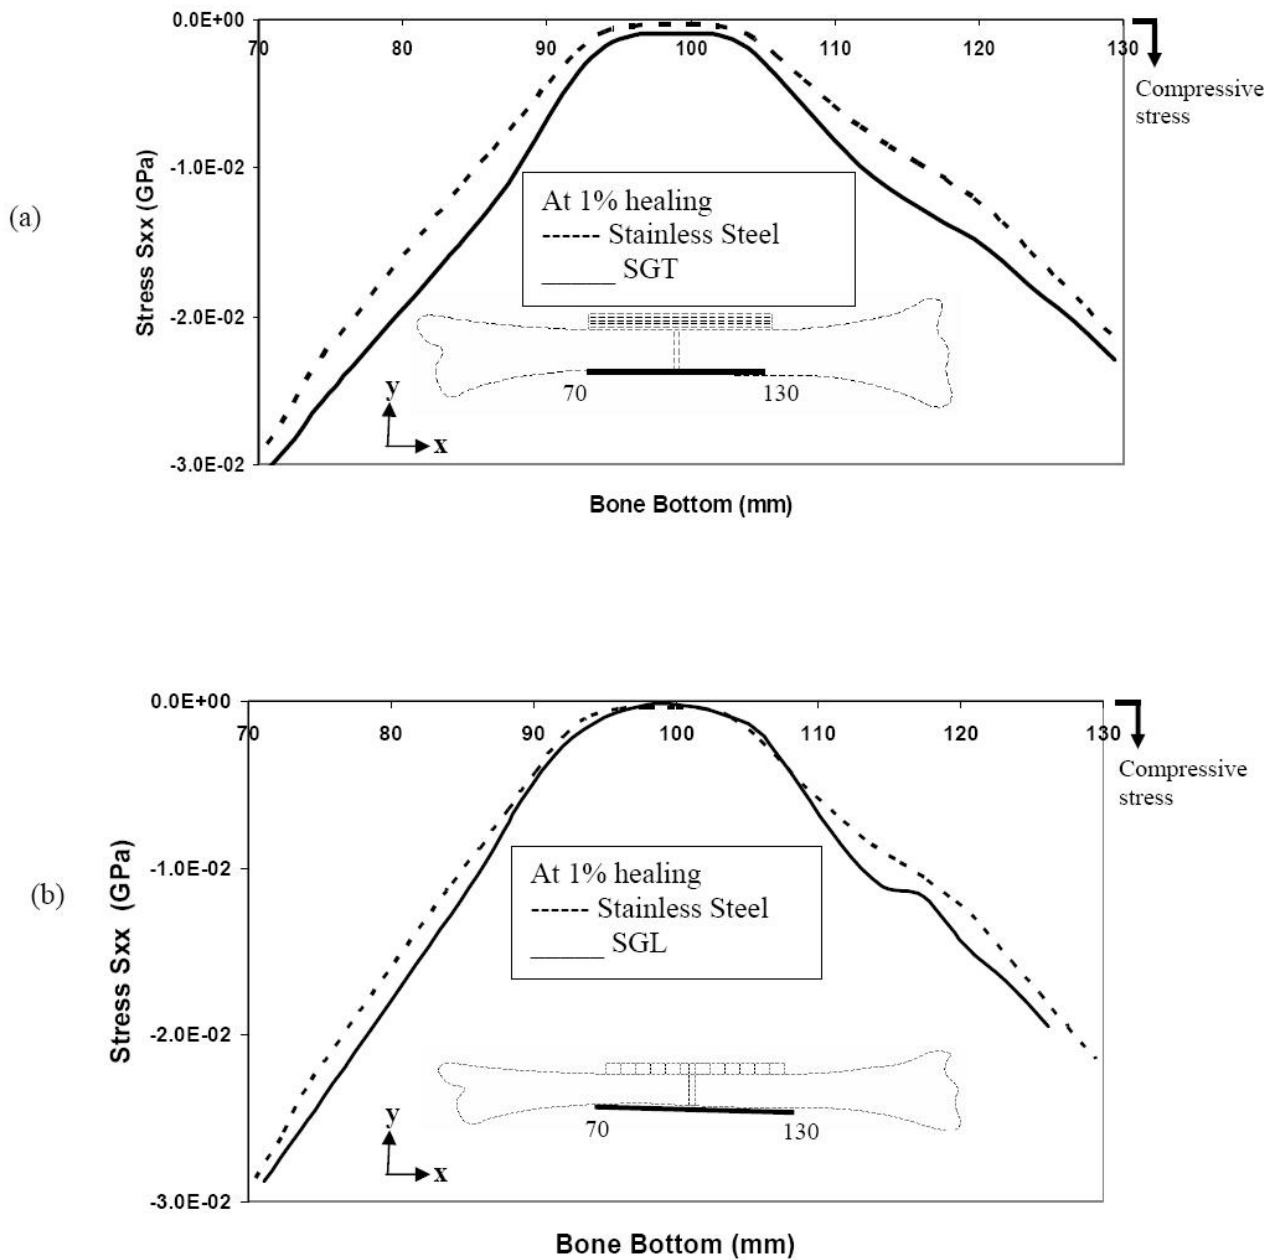 0.0E+00
70 80 90 100 110 120 130
Compressive
stress
-1.0E-02
Stress Sxx (GPa)
(a)
At 1% healing
------ Stainless Steel
_____ SGT
-2.0E-02
70 130
y
x
-3.0E-02
Bone Bottom (mm)
0.0E+00
70 80 90 100 110 120 130
Compressive
stress
-1.0E-02
Stress Sxx (GPa)
(b)
At 1% healing
------ Stainless Steel
_____ SGL
-2.0E-02
70 130
y
x
-3.0E-02
Bone Bottom (mm)